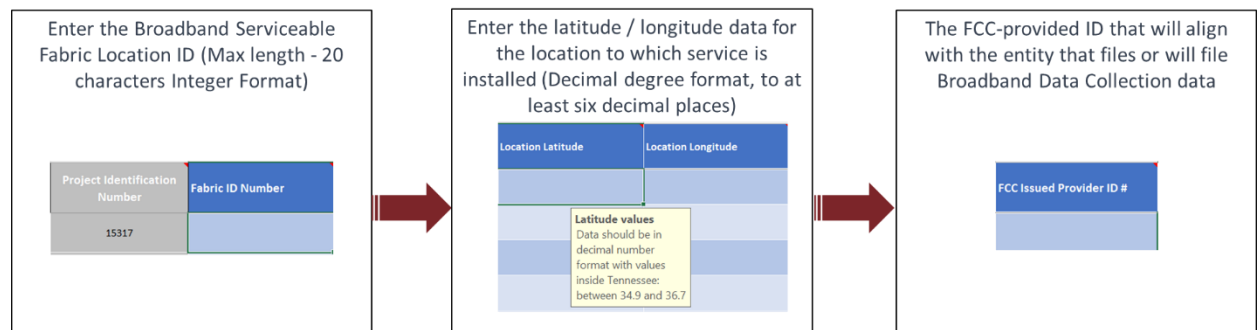 Enter the Broadband Serviceable
Fabric Location ID (Max length - 20
characters Integer Format)
Project Identification
Number
Fabric ID Number
15317
Enter the latitude / longitude data for
the location to which service is
installed (Decimal degree format, to at
least six decimal places)
Location Latitude
Location Longitude
Latitude values
Data should be in
decimal number
format with values
inside Tennessee:
between 34.9 and 36.7
The FCC-provided ID that will align
with the entity that files or will file
Broadband Data Collection data
FCC Issued Provider ID #